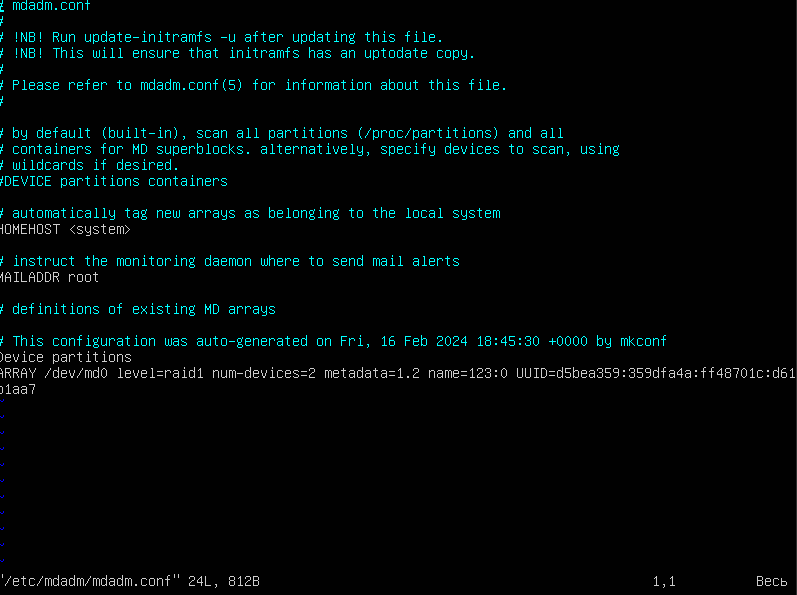 # mdadm.conf
#
# !NB! Run update-initramfs -u after updating this file.
# !NB! This will ensure that initramfs has an uptodate copy.
#
# Please refer to mdadm.conf(5) for information about this file.
#
# by default (built-in), scan all partitions (/proc/partitions) and all
# containers for MD superblocks. alternatively, specify devices to scan, using
# wildcards if desired.
#DEVICE partitions containers
# automatically tag new arrays as belonging to the local system
HOMEHOST <system>
# instruct the monitoring daemon where to send mail alerts
MAILADDR root
# definitions of existing MD arrays
# This configuration was auto-generated on Fri, 16 Feb 2024 18:45:30 +0000 by mkconf
Device partitions
ARRAY /dev/md0 level=raid1 num-devices=2 metadata=1.2 name=123:0 UUID=d5bea359:359dfa4a:ff48701c:d61
b1aa7
~
~
~
~
~
~
~
~
~
~
~
"/etc/mdadm/mdadm.conf" 24L, 812B 1,1 Весь